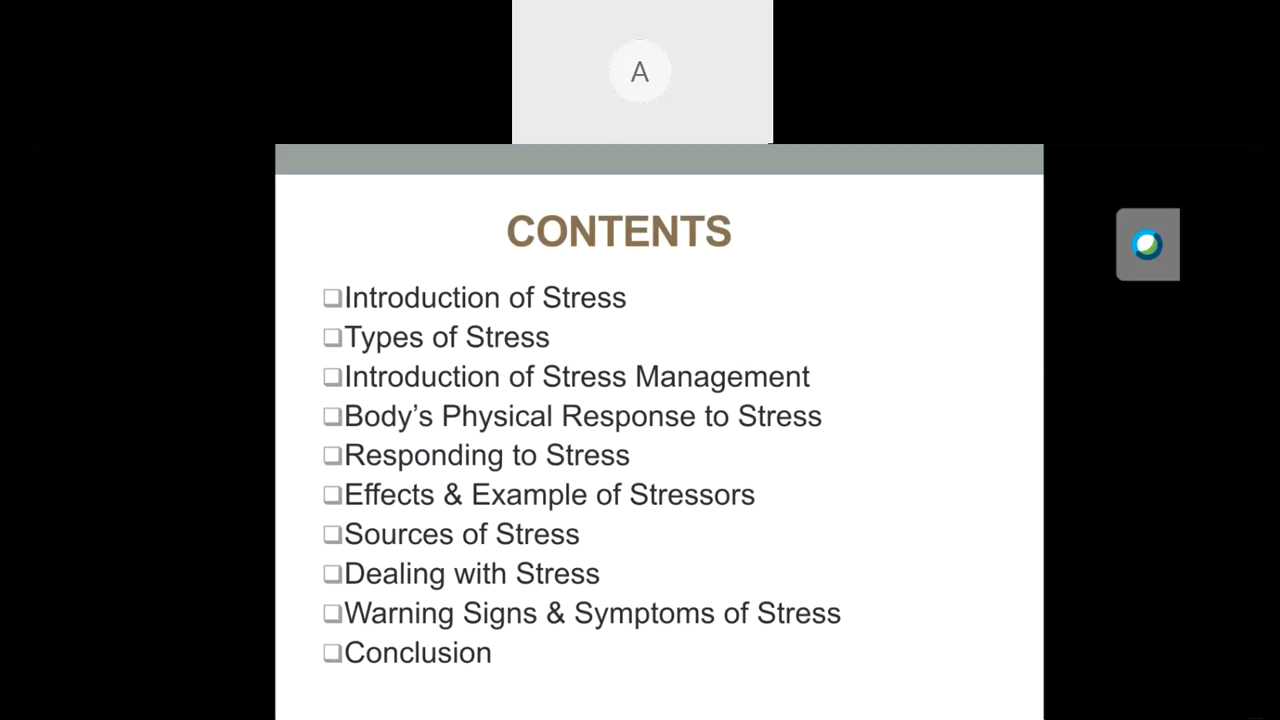 A
CONTENTS
❑Introduction of Stress
❑Types of Stress
❑Introduction of Stress Management
❑Body’s Physical Response to Stress
❑Responding to Stress
❑Effects & Example of Stressors
❑Sources of Stress
❑Dealing with Stress
❑Warning Signs & Symptoms of Stress
❑Conclusion